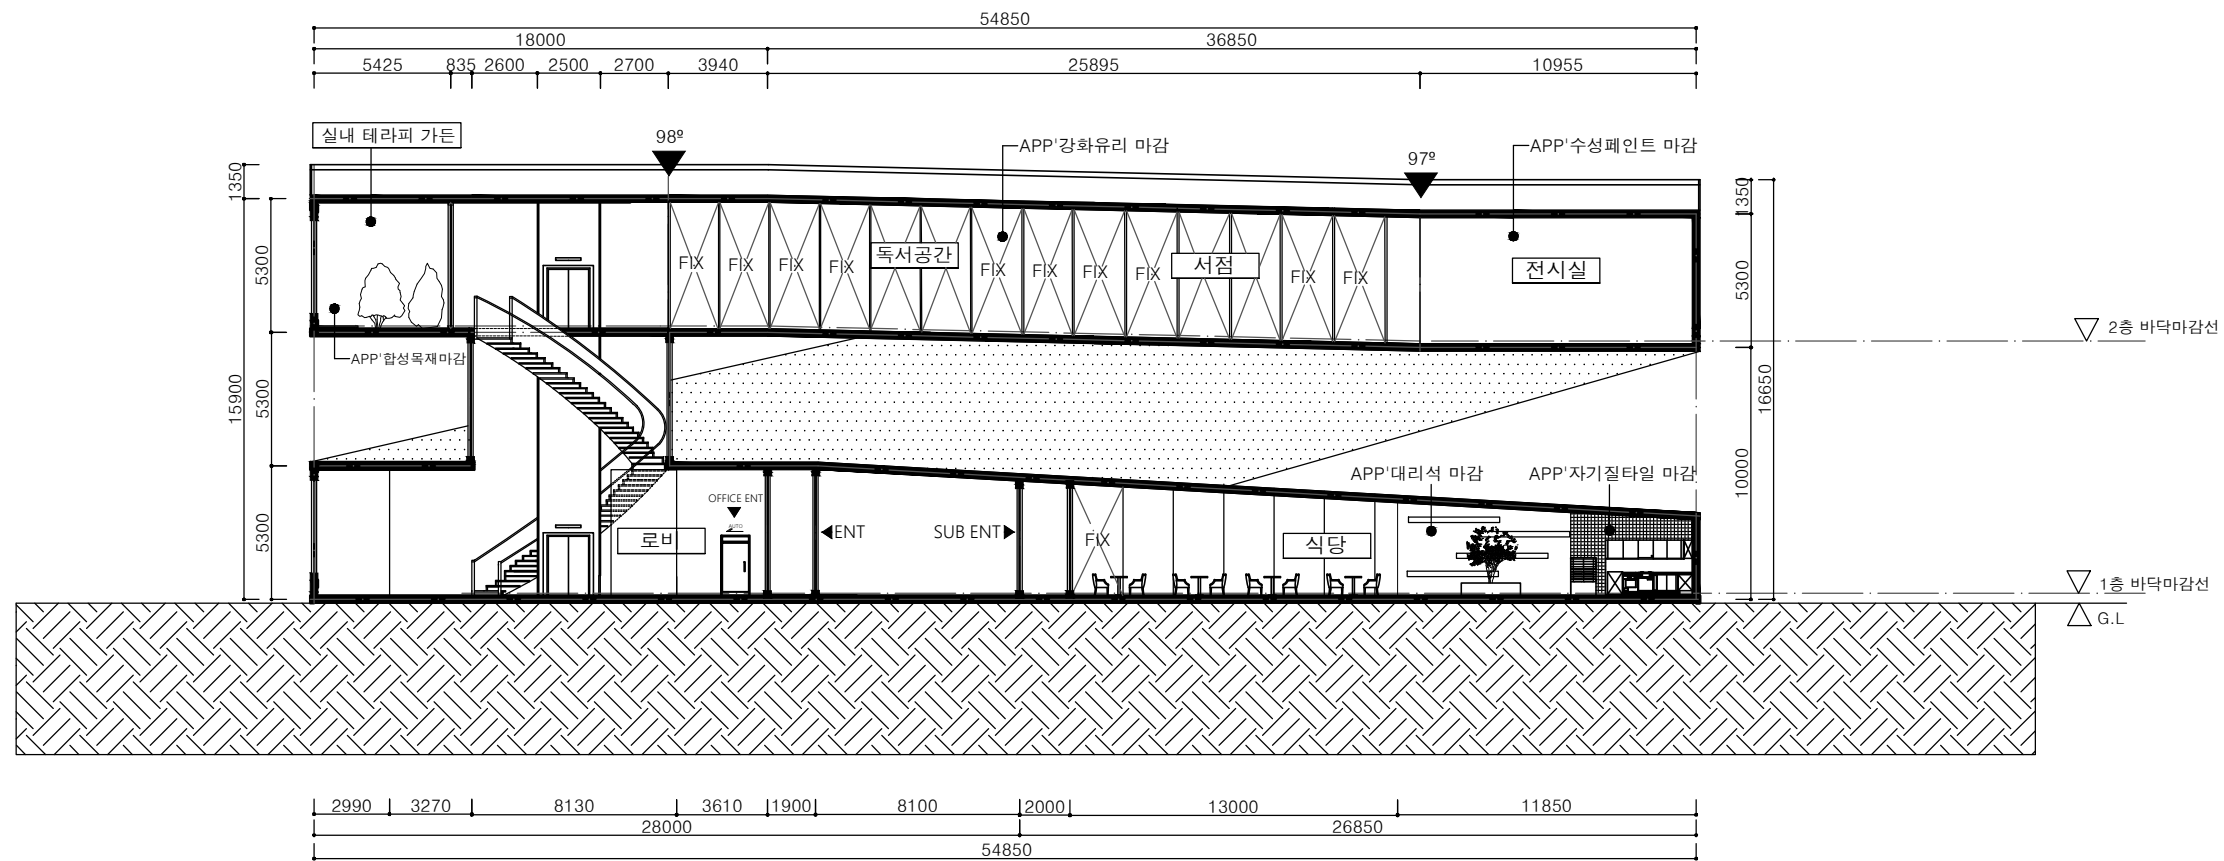 54850
18000
36850
5425
835
2600
2500
2700
3940
25895
10955
실내 테라피 가든
98º
APP'강화유리 마감
97º
APP'수성페인트 마감
1350
5300
15900
5300
5300
FIX
FIX
FIX
FIX
독서공간
FIX
FIX
FIX
FIX
서점
FIX
FIX
전시실
1350
5300
16650
10000
2층 바닥마감선
APP'합성목재마감
APP'대리석 마감
APP'자기질타일 마감
OFFICE ENT
AUTO
로비
ENT
SUB ENT
FIX
식당
1층 바닥마감선
G.L
2990
3270
8130
3610
1900
8100
2000
13000
11850
28000
26850
54850